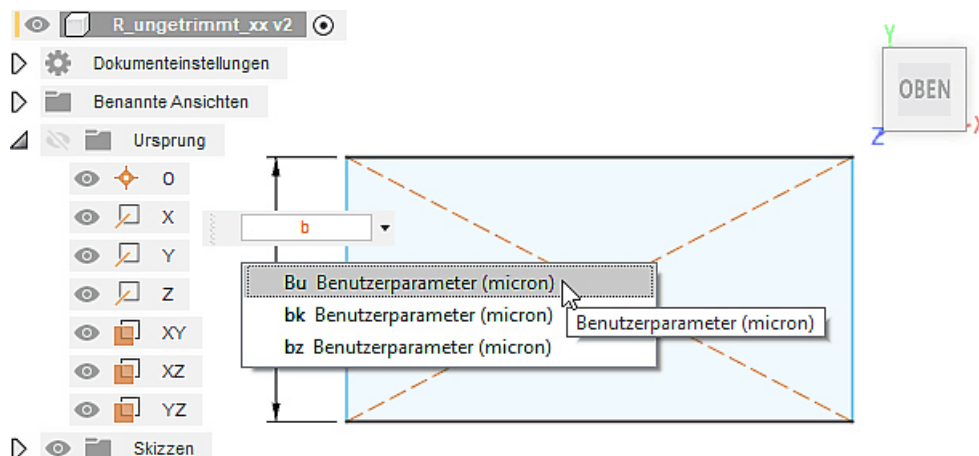 R_ungetrimmt_xx v2
Dokumenteinstellungen
Benannte Ansichten
Ursprung
O
X
Y
Z
XY
XZ
YZ
Skizzen
b
Bu Benutzerparameter (micron)
bk Benutzerparameter (micron)
bz Benutzerparameter (micron)
Benutzerparameter (micron)
Y
OBEN
Z
X